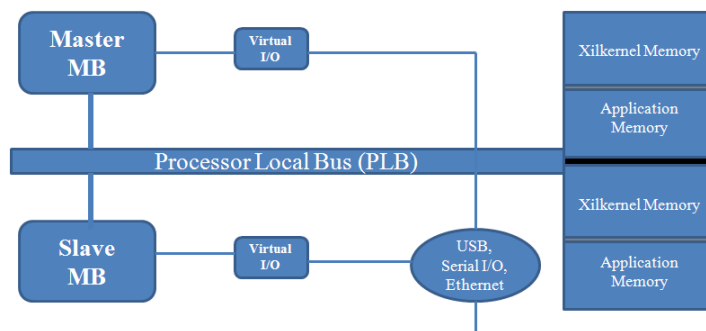 Master
MB
Virtual
I/O
Xilkernel Memory
Application
Memory
Processor Local Bus (PLB)
Xilkernel Memory
Slave
MB
Virtual
I/O
USB,
Serial I/O,
Ethernet
Application
Memory